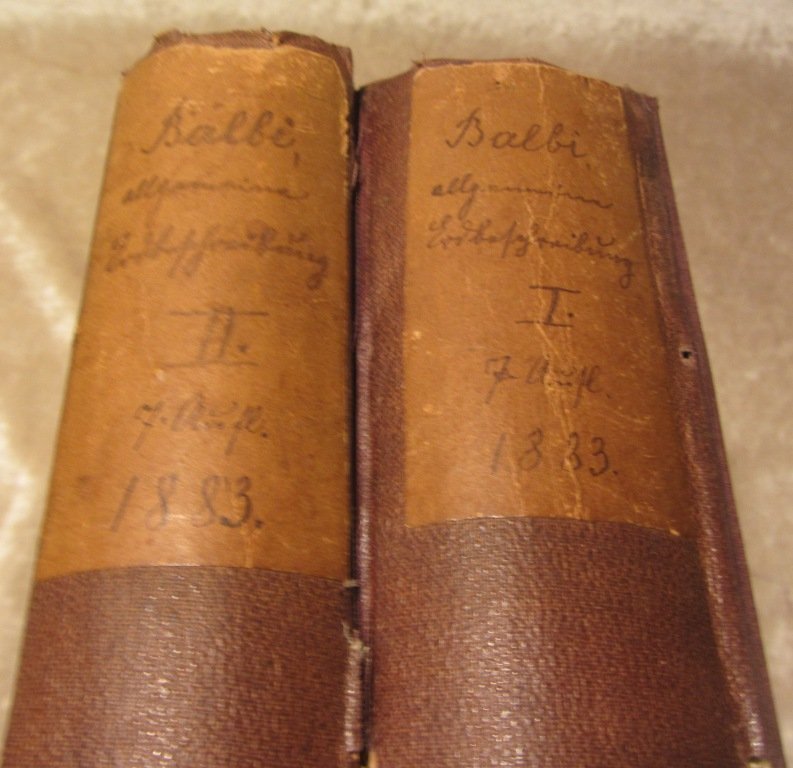 Balbi,
allgemeine
Erdbeschreibung
II.
7. Aufl.
1883.
Balbi,
allgemeine
Erdbeschreibung
I.
7. Aufl.
1883.